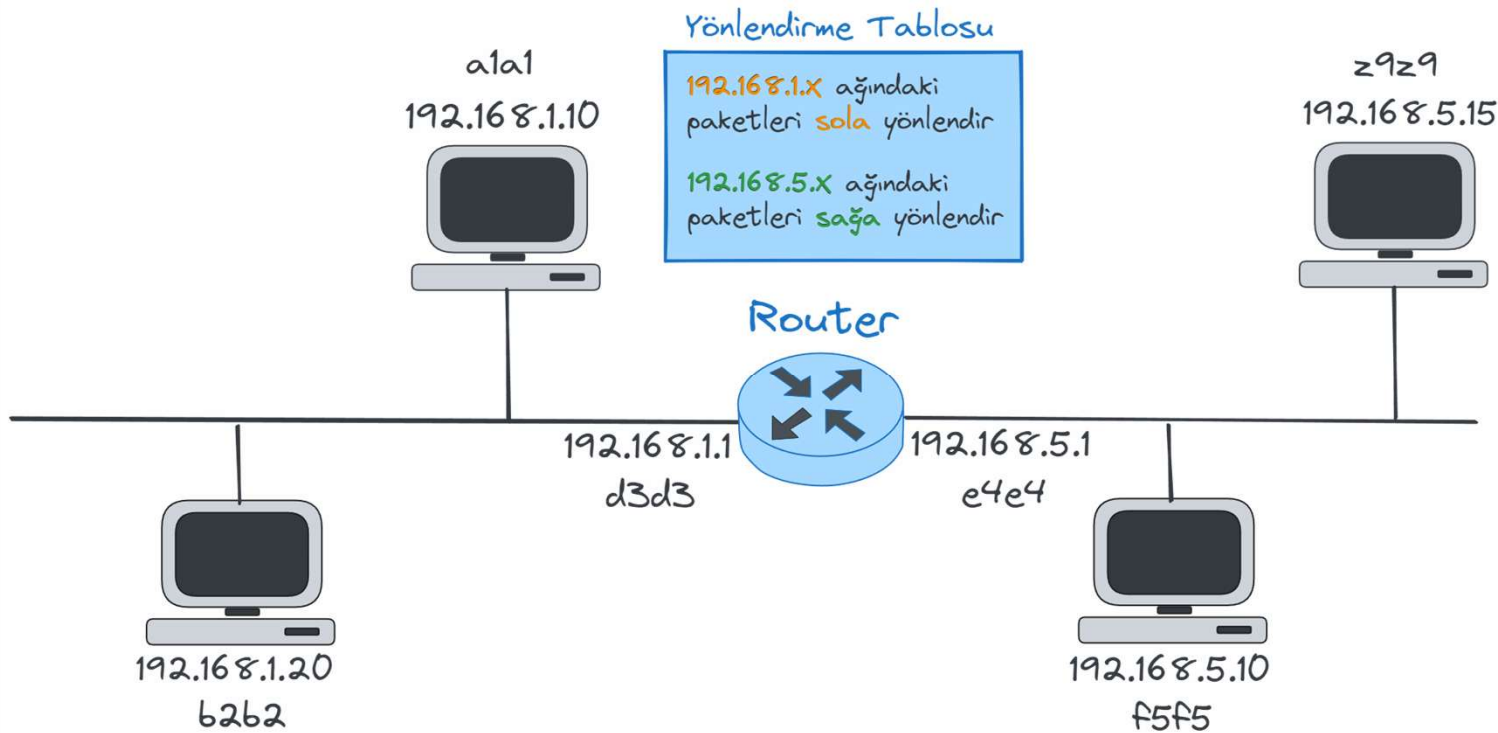 Yönlendirme Tablosu
192.168.1.x ağındaki
paketleri sola yönlendir
192.168.5.x ağındaki
paketleri sağa yönlendir
a1a1
192.168.1.10
z9z9
192.168.5.15
Router
192.168.1.1
d3d3
192.168.5.1
e4e4
192.168.1.20
b2b2
192.168.5.10
f5f5